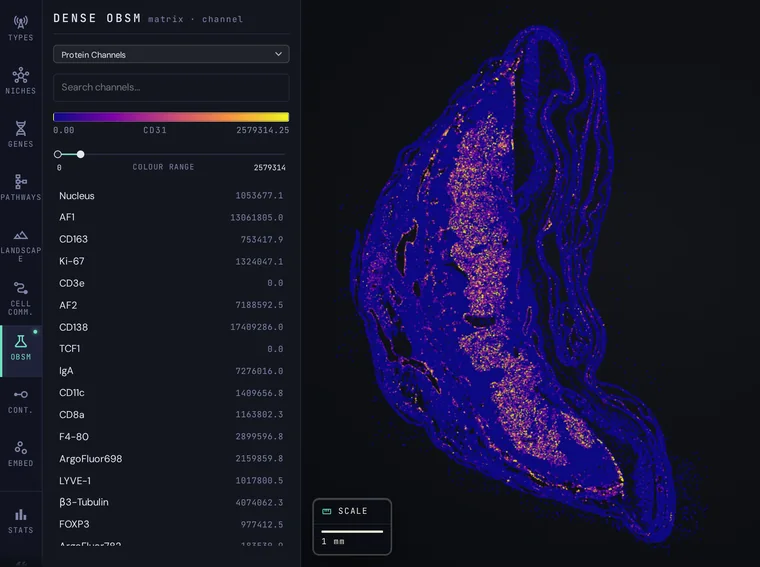 TYPES
NICHES
GENES
PATHWAYS
LANDSCAP
E
CELL
COMM.
OBSM
CONT.
EMBED
STATS
DENSE OBSM matrix · channel
Protein Channels
Search channels…
0.00 CD31 2579314.25
0 COLOUR RANGE 2579314
Nucleus 1053677.1
AF1 13061805.0
CD163 753417.9
Ki-67 1324047.1
CD3e 0.0
AF2 7188592.5
CD138 17409286.0
TCF1 0.0
IgA 7276016.0
CD11c 1409656.8
CD8a 1163802.3
F4-80 2899596.8
ArgoFluor698 2159859.8
LYVE-1 1017800.5
β3-Tubulin 4074062.3
FOXP3 977412.5
SCALE
1 mm